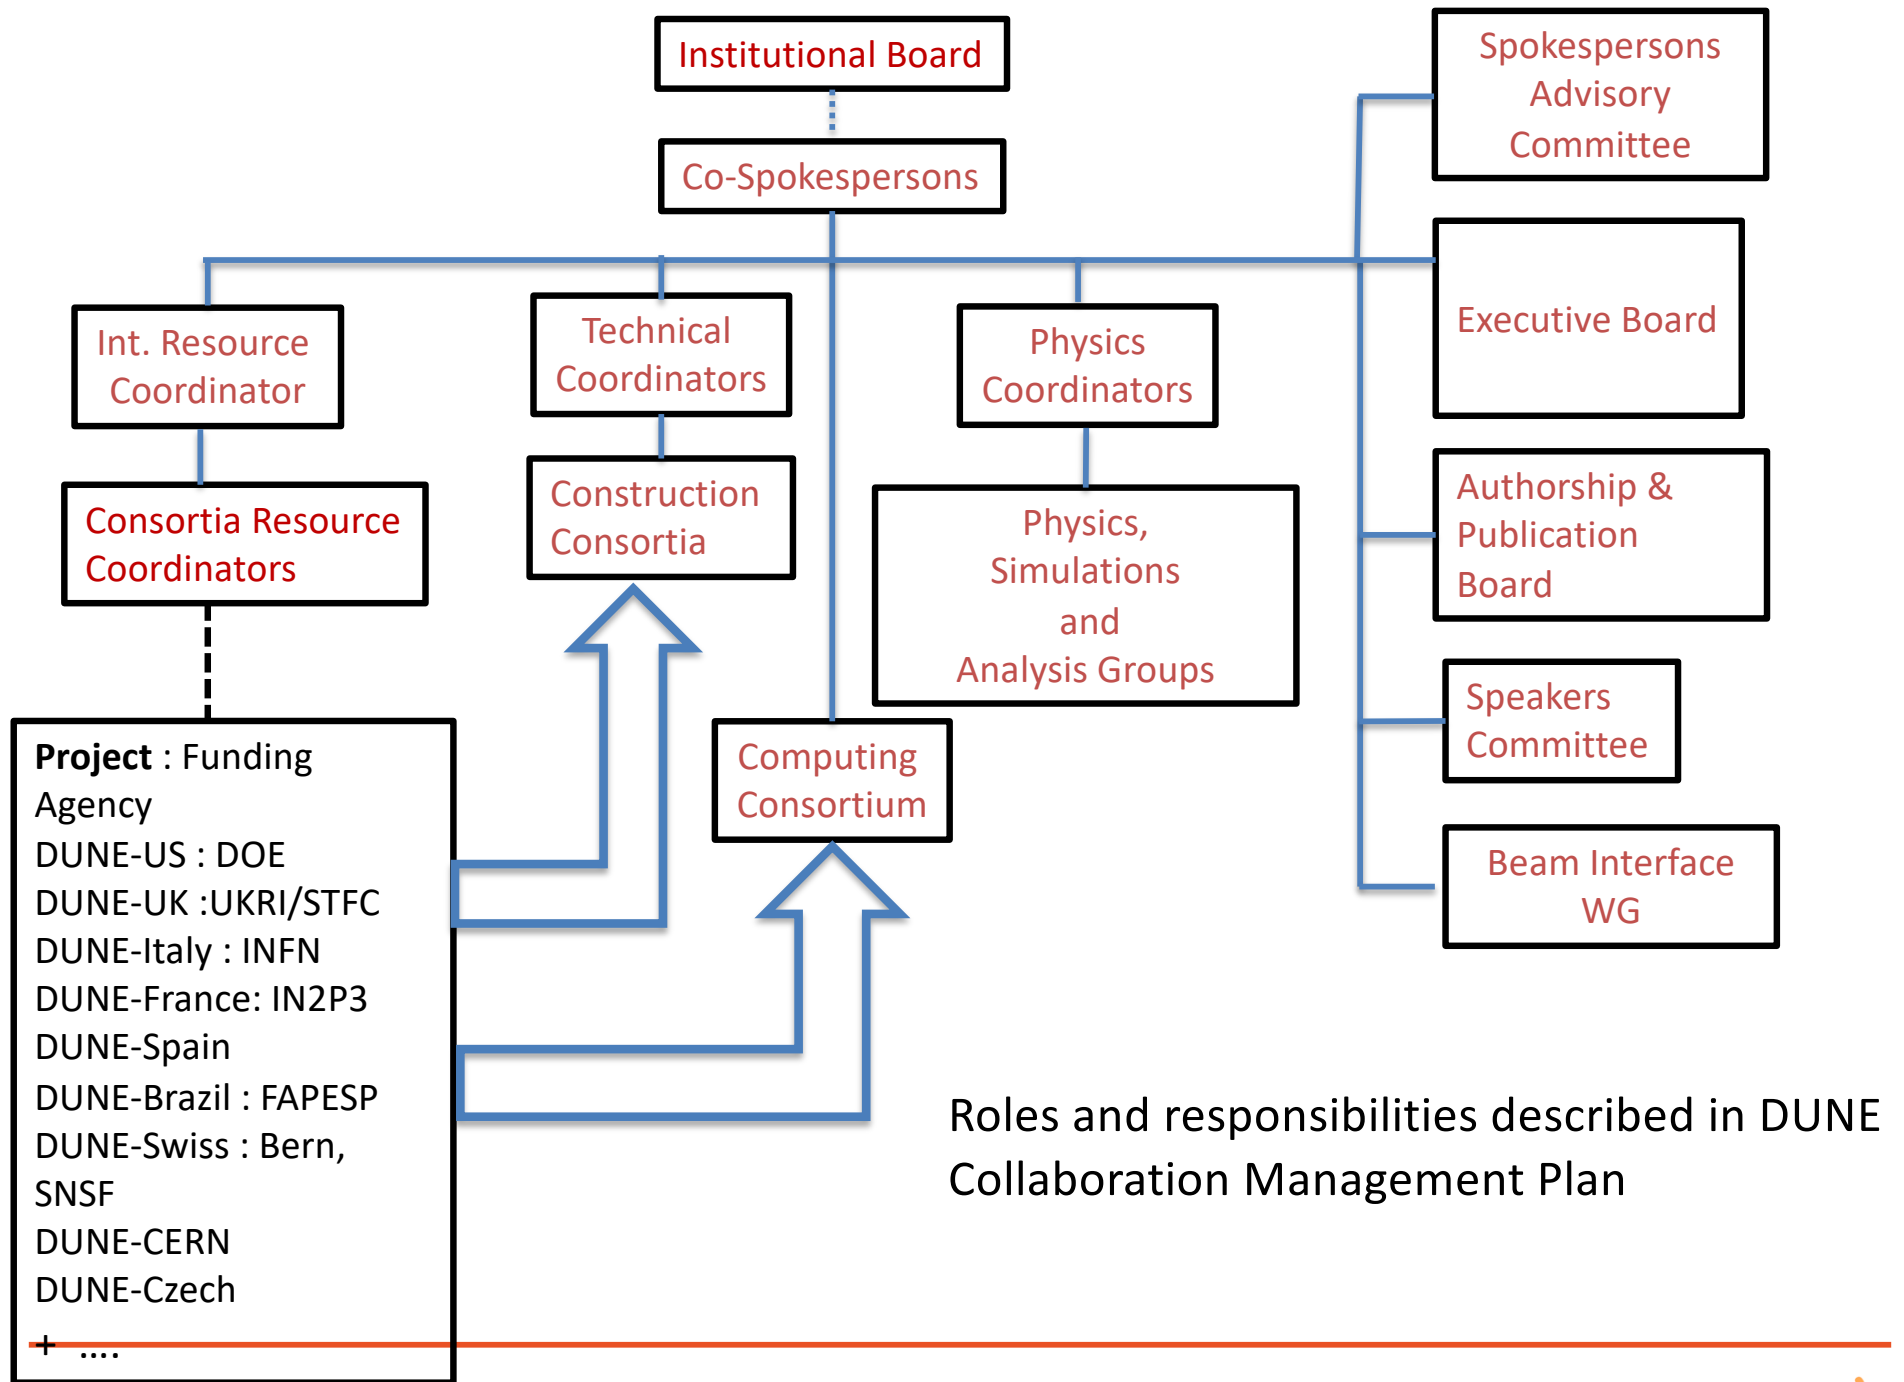 Institutional Board
Co-Spokespersons
Spokespersons
Advisory
Committee
Int. Resource
Coordinator
Technical
Coordinators
Physics
Coordinators
Executive Board
Consortia Resource
Coordinators
Construction
Consortia
Physics,
Simulations
and
Analysis Groups
Authorship &
Publication
Board
Speakers
Committee
Computing
Consortium
Beam Interface
WG
Project : Funding
Agency
DUNE-US : DOE
DUNE-UK :UKRI/STFC
DUNE-Italy : INFN
DUNE-France: IN2P3
DUNE-Spain
DUNE-Brazil : FAPESP
DUNE-Swiss : Bern,
SNSF
DUNE-CERN
DUNE-Czech
+ ....
Roles and responsibilities described in DUNE
Collaboration Management Plan